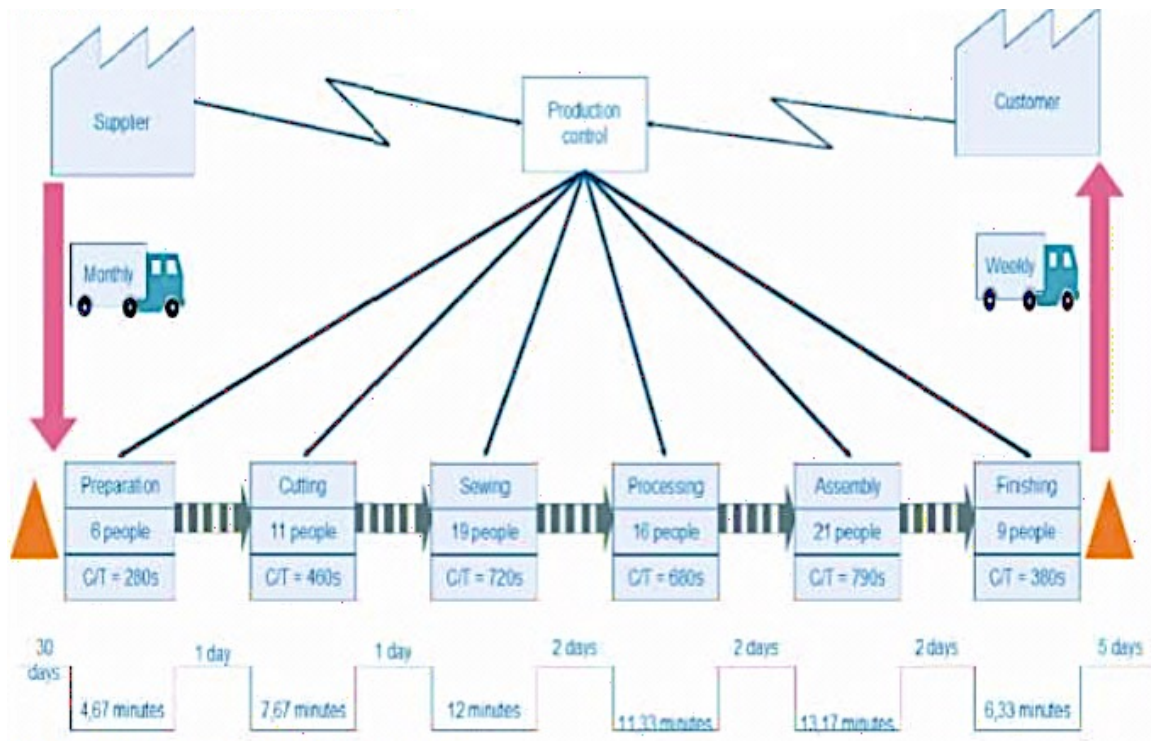 Supplier
Production
control
Customer
Monthly
Weekly
Preparation
6 people
C/T = 280s
Cutting
11 people
C/T = 460s
Sewing
19 people
C/T = 720s
Processing
16 people
C/T = 680s
Assembly
21 people
C/T = 790s
Finishing
9 people
C/T = 380s
30
days
1 day
1 day
2 days
2 days
2 days
5 days
4,67 minutes
7,67 minutes
12 minutes
11,33 minutes
13,17 minutes
6,33 minutes